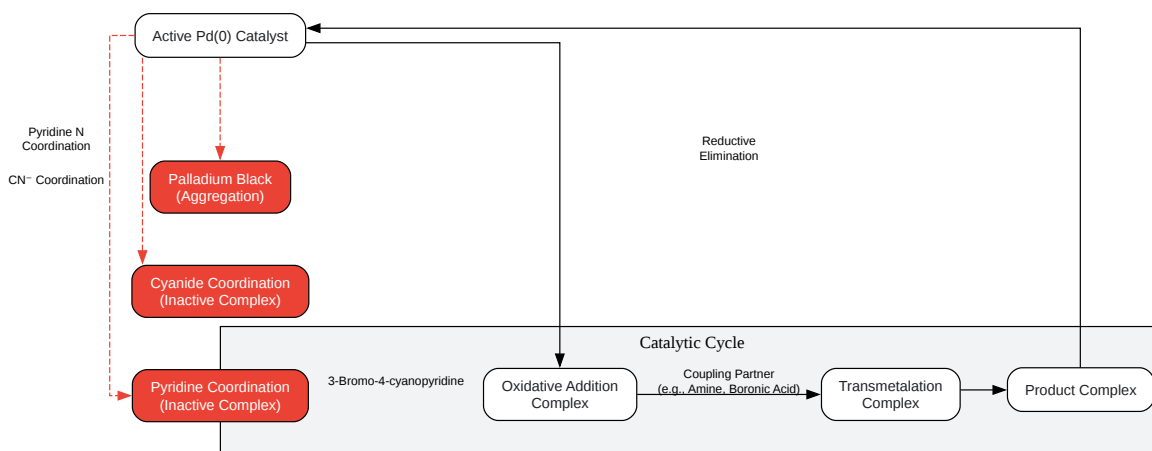 Active Pd(0) Catalyst
Pyridine N
Coordination
CN⁻ Coordination
Reductive
Elimination
Palladium Black
(Aggregation)
Cyanide Coordination
(Inactive Complex)
Catalytic Cycle
Pyridine Coordination
(Inactive Complex)
3-Bromo-4-cyanopyridine
Oxidative Addition
Complex
Coupling Partner
(e.g., Amine, Boronic Acid)
Transmetalation
Complex
Product Complex